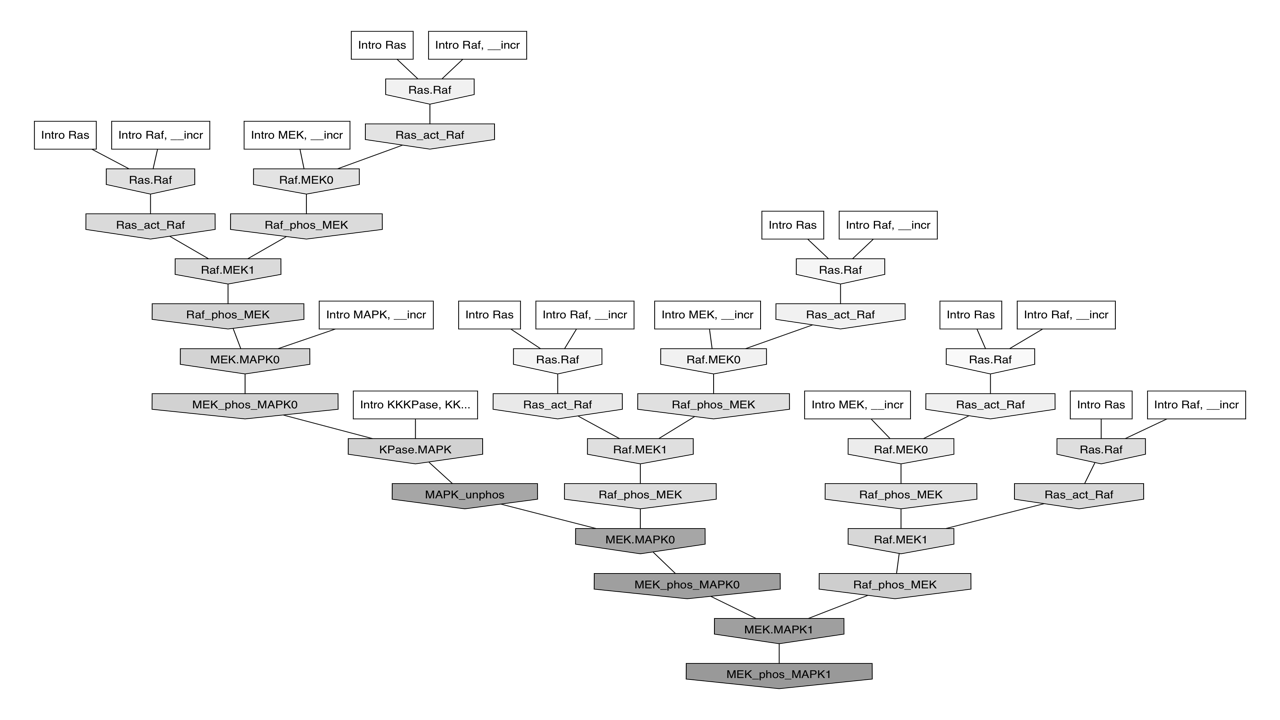 Intro Ras
Intro Raf, __incr
Ras.Raf
Intro Ras
Intro Raf, __incr
Intro MEK, __incr
Ras_act_Raf
Ras.Raf
Raf.MEK0
Ras_act_Raf
Raf_phos_MEK
Intro Ras
Intro Raf, __incr
Raf.MEK1
Ras.Raf
Raf_phos_MEK
Intro MAPK, __incr
Intro Ras
Intro Raf, __incr
Intro MEK, __incr
Ras_act_Raf
Intro Ras
Intro Raf, __incr
MEK.MAPK0
Ras.Raf
Raf.MEK0
Ras.Raf
MEK_phos_MAPK0
Intro KKKPase, KK...
Ras_act_Raf
Raf_phos_MEK
Intro MEK, __incr
Ras_act_Raf
Intro Ras
Intro Raf, __incr
KPase.MAPK
Raf.MEK1
Raf.MEK0
Ras.Raf
MAPK_unphos
Raf_phos_MEK
Raf_phos_MEK
Ras_act_Raf
MEK.MAPK0
Raf.MEK1
MEK_phos_MAPK0
Raf_phos_MEK
MEK.MAPK1
MEK_phos_MAPK1